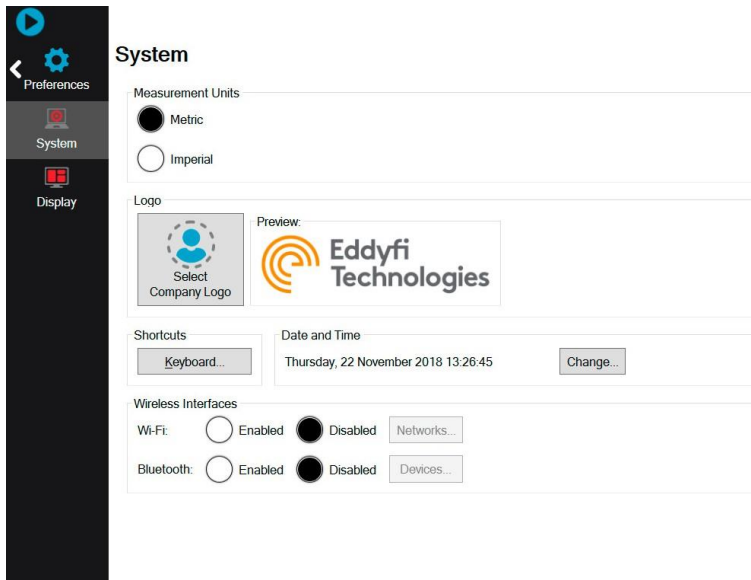 System
Preferences
System
Display
Measurement Units
Metric
Imperial
Logo
Select
Company Logo
Preview:
Eddyfi
Technologies
Shortcuts
Keyboard...
Date and Time
Thursday, 22 November 2018 13:26:45
Change...
Wireless Interfaces
Wi-Fi: Enabled Disabled Networks...
Bluetooth: Enabled Disabled Devices...